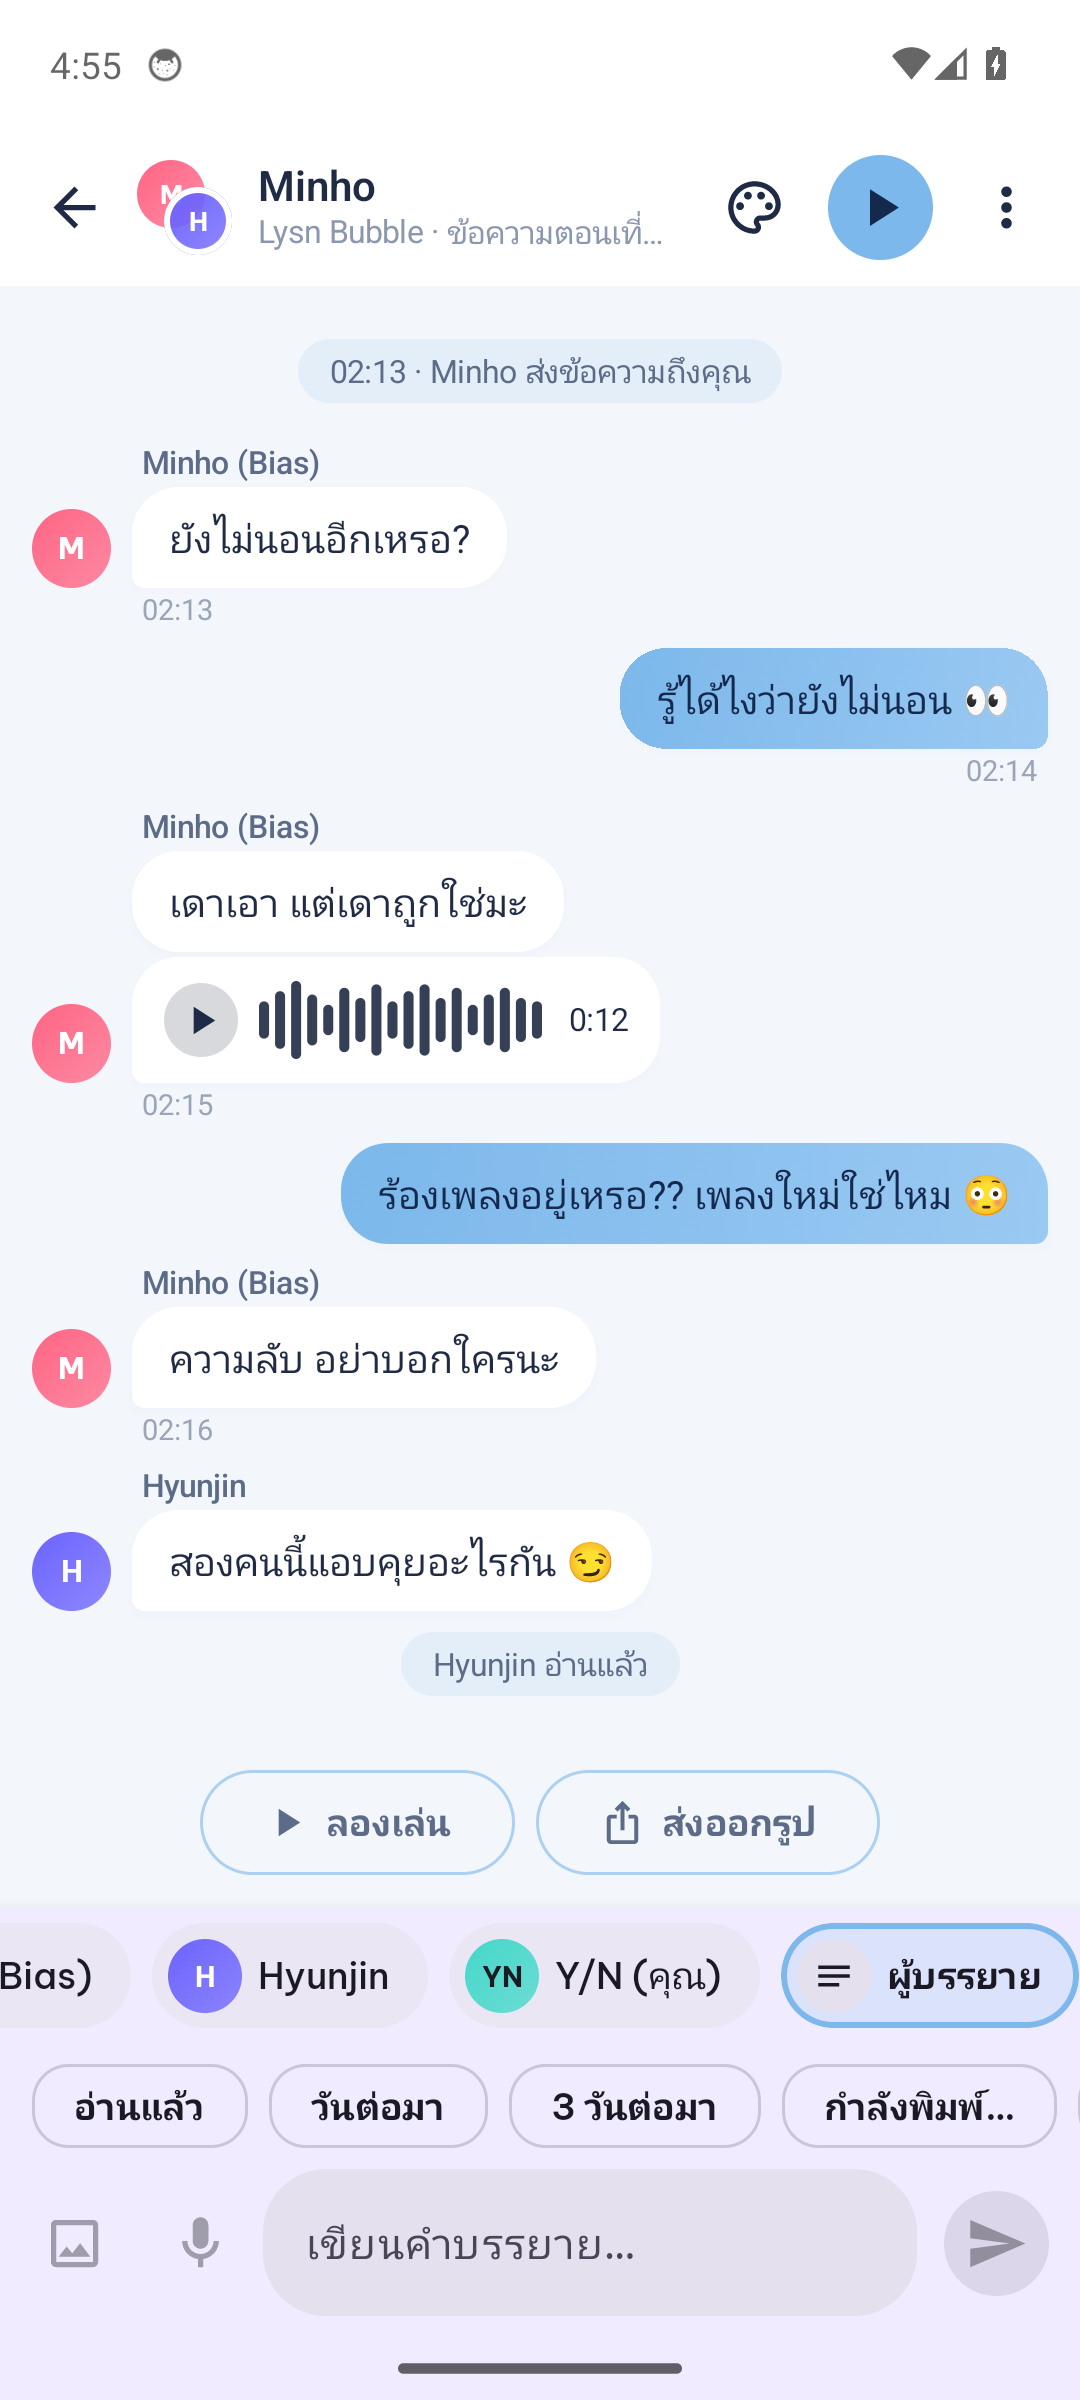 4:55
M
H
Minho
Lysn Bubble · ข้อความตอนเที่...
02:13 · Minho ส่งข้อความถึงคุณ
Minho (Bias)
M
ยังไม่นอนอีกเหรอ?
02:13
รู้ได้ไงว่ายังไม่นอน 👀
02:14
Minho (Bias)
เดาเอา แต่เดาถูกใช่มะ
M
0:12
02:15
ร้องเพลงอยู่เหรอ?? เพลงใหม่ใช่ไหม 😳
Minho (Bias)
M
ความลับ อย่าบอกใครนะ
02:16
Hyunjin
H
สองคนนี้แอบคุยอะไรกัน 😏
Hyunjin อ่านแล้ว
ลองเล่น
ส่งออกรูป
Bias)
H Hyunjin
YN Y/N (คุณ)
ผู้บรรยาย
อ่านแล้ว
วันต่อมา
3 วันต่อมา
กำลังพิมพ์...
เขียนคำบรรยาย...